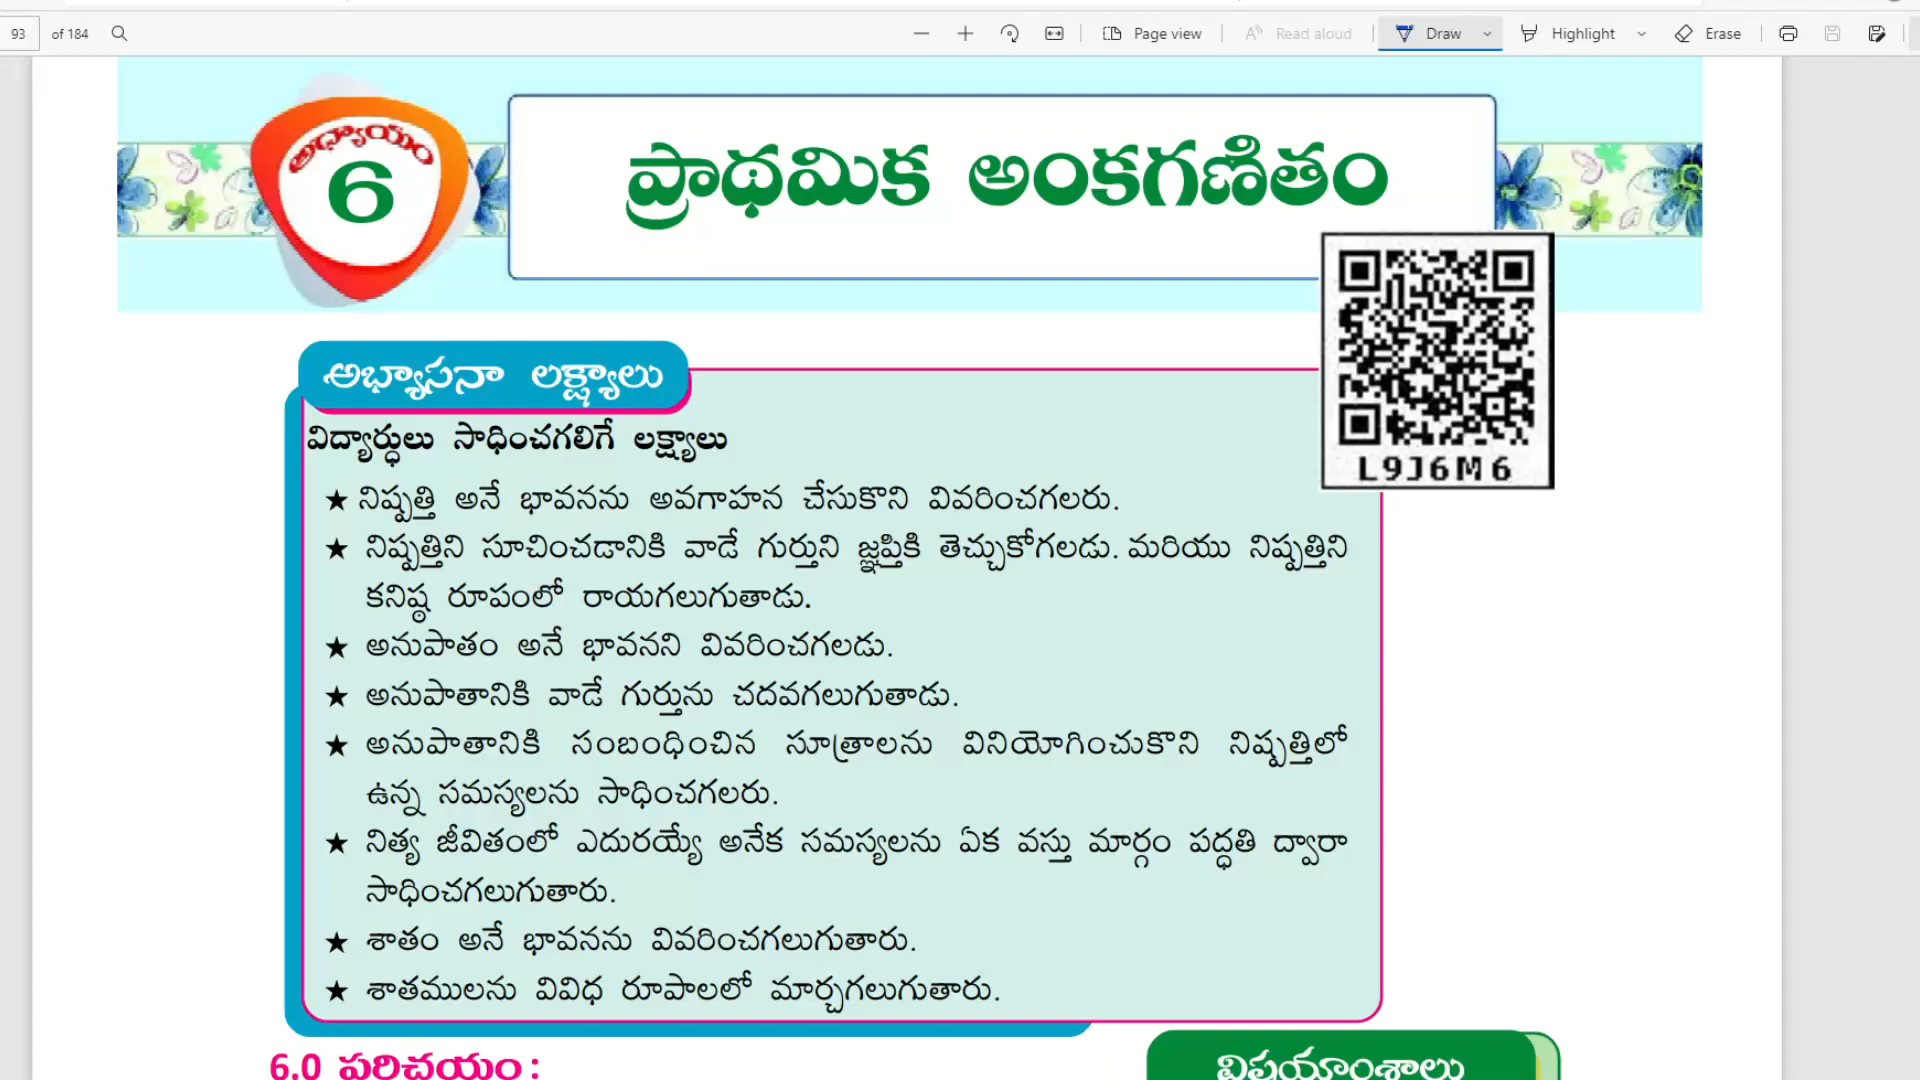 93 of 184 Page view Read aloud Draw Highlight Erase
అధ్యాయం
6
ప్రాథమిక అంకగణితం
L9J6M6
అభ్యాసనా లక్ష్యాలు
విద్యార్థులు సాధించగలిగే లక్ష్యాలు
★ నిష్పత్తి అనే భావనను అవగాహన చేసుకొని వివరించగలరు.
★ నిష్పత్తిని సూచించడానికి వాడే గుర్తుని జ్ఞప్తికి తెచ్చుకోగలడు. మరియు నిష్పత్తిని
కనిష్ఠ రూపంలో రాయగలుగుతాడు.
★ అనుపాతం అనే భావనని వివరించగలడు.
★ అనుపాతానికి వాడే గుర్తును చదవగలుగుతాడు.
★ అనుపాతానికి సంబంధించిన సూత్రాలను వినియోగించుకొని నిష్పత్తిలో
ఉన్న సమస్యలను సాధించగలరు.
★ నిత్య జీవితంలో ఎదురయ్యే అనేక సమస్యలను ఏక వస్తు మార్గం పద్ధతి ద్వారా
సాధించగలుగుతారు.
★ శాతం అనే భావనను వివరించగలుగుతారు.
★ శాతములను వివిధ రూపాలలో మార్చగలుగుతారు.
6.0 పరిచయం:
విషయాంశాలు